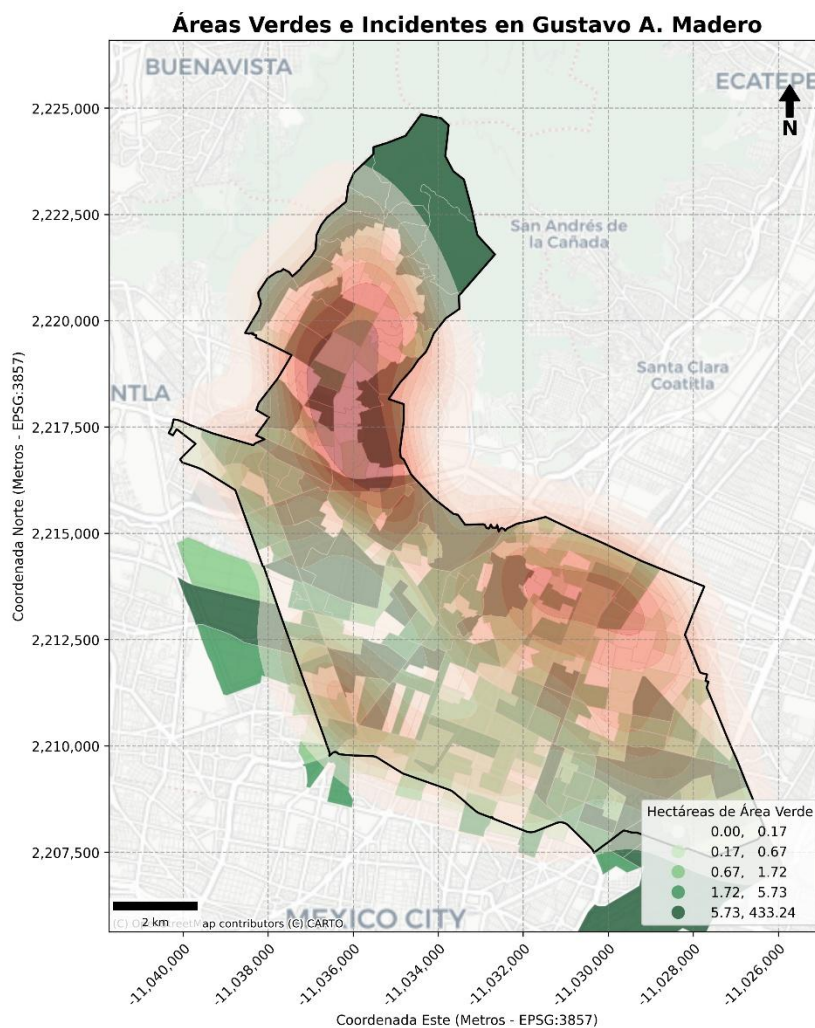 Áreas Verdes e Incidentes en Gustavo A. Madero
BUENAVISTA
ECATEPE
N
San Andrés de
la Cañada
Santa Clara
Coatitla
NTLA
2,225,000
2,222,500
2,220,000
2,217,500
2,215,000
2,212,500
2,210,000
2,207,500
Coordenada Norte (Metros - EPSG:3857)
Hectáreas de Área Verde
0.00, 0.17
0.17, 0.67
0.67, 1.72
1.72, 5.73
5.73, 433.24
2 km
MEXICO CITY
(C) OpenStreetMap contributors (C) CARTO
-11,040,000
-11,038,000
-11,036,000
-11,034,000
-11,032,000
-11,030,000
-11,028,000
-11,026,000
Coordenada Este (Metros - EPSG:3857)